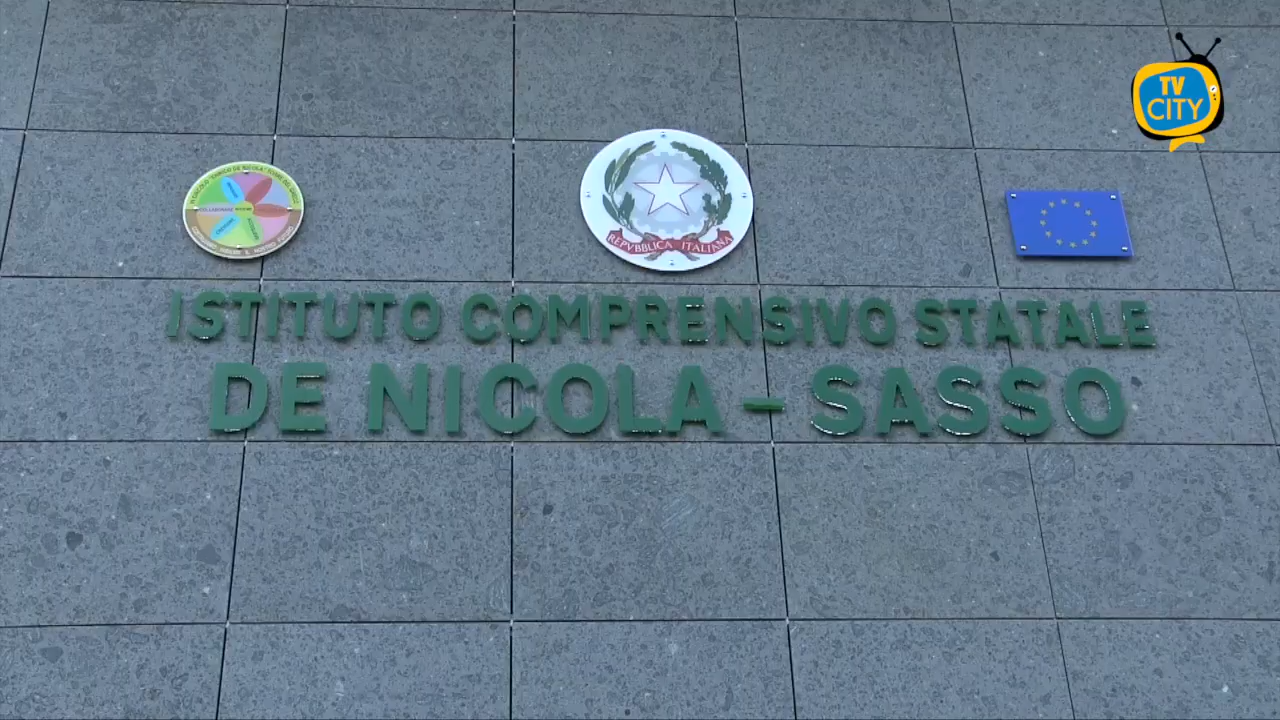 TV
CITY
REPVBBLICA ITALIANA
ISTITUTO COMPRENSIVO STATALE
DE NICOLA - SASSO